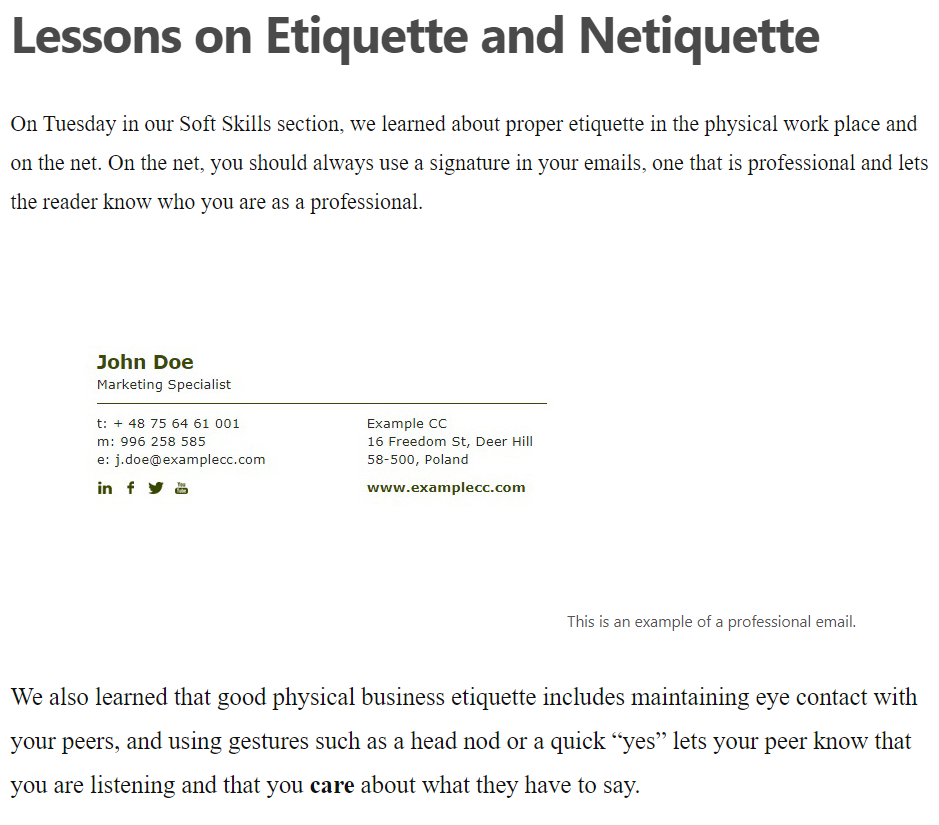 Lessons on Etiquette and Netiquette
On Tuesday in our Soft Skills section, we learned about proper etiquette in the physical work place and
on the net. On the net, you should always use a signature in your emails, one that is professional and lets
the reader know who you are as a professional.
John Doe
Marketing Specialist
t: + 48 75 64 61 001
m: 996 258 585
e: j.doe@examplecc.com
Example CC
16 Freedom St, Deer Hill
58-500, Poland
www.examplecc.com
This is an example of a professional email.
We also learned that good physical business etiquette includes maintaining eye contact with
your peers, and using gestures such as a head nod or a quick “yes” lets your peer know that
you are listening and that you care about what they have to say.